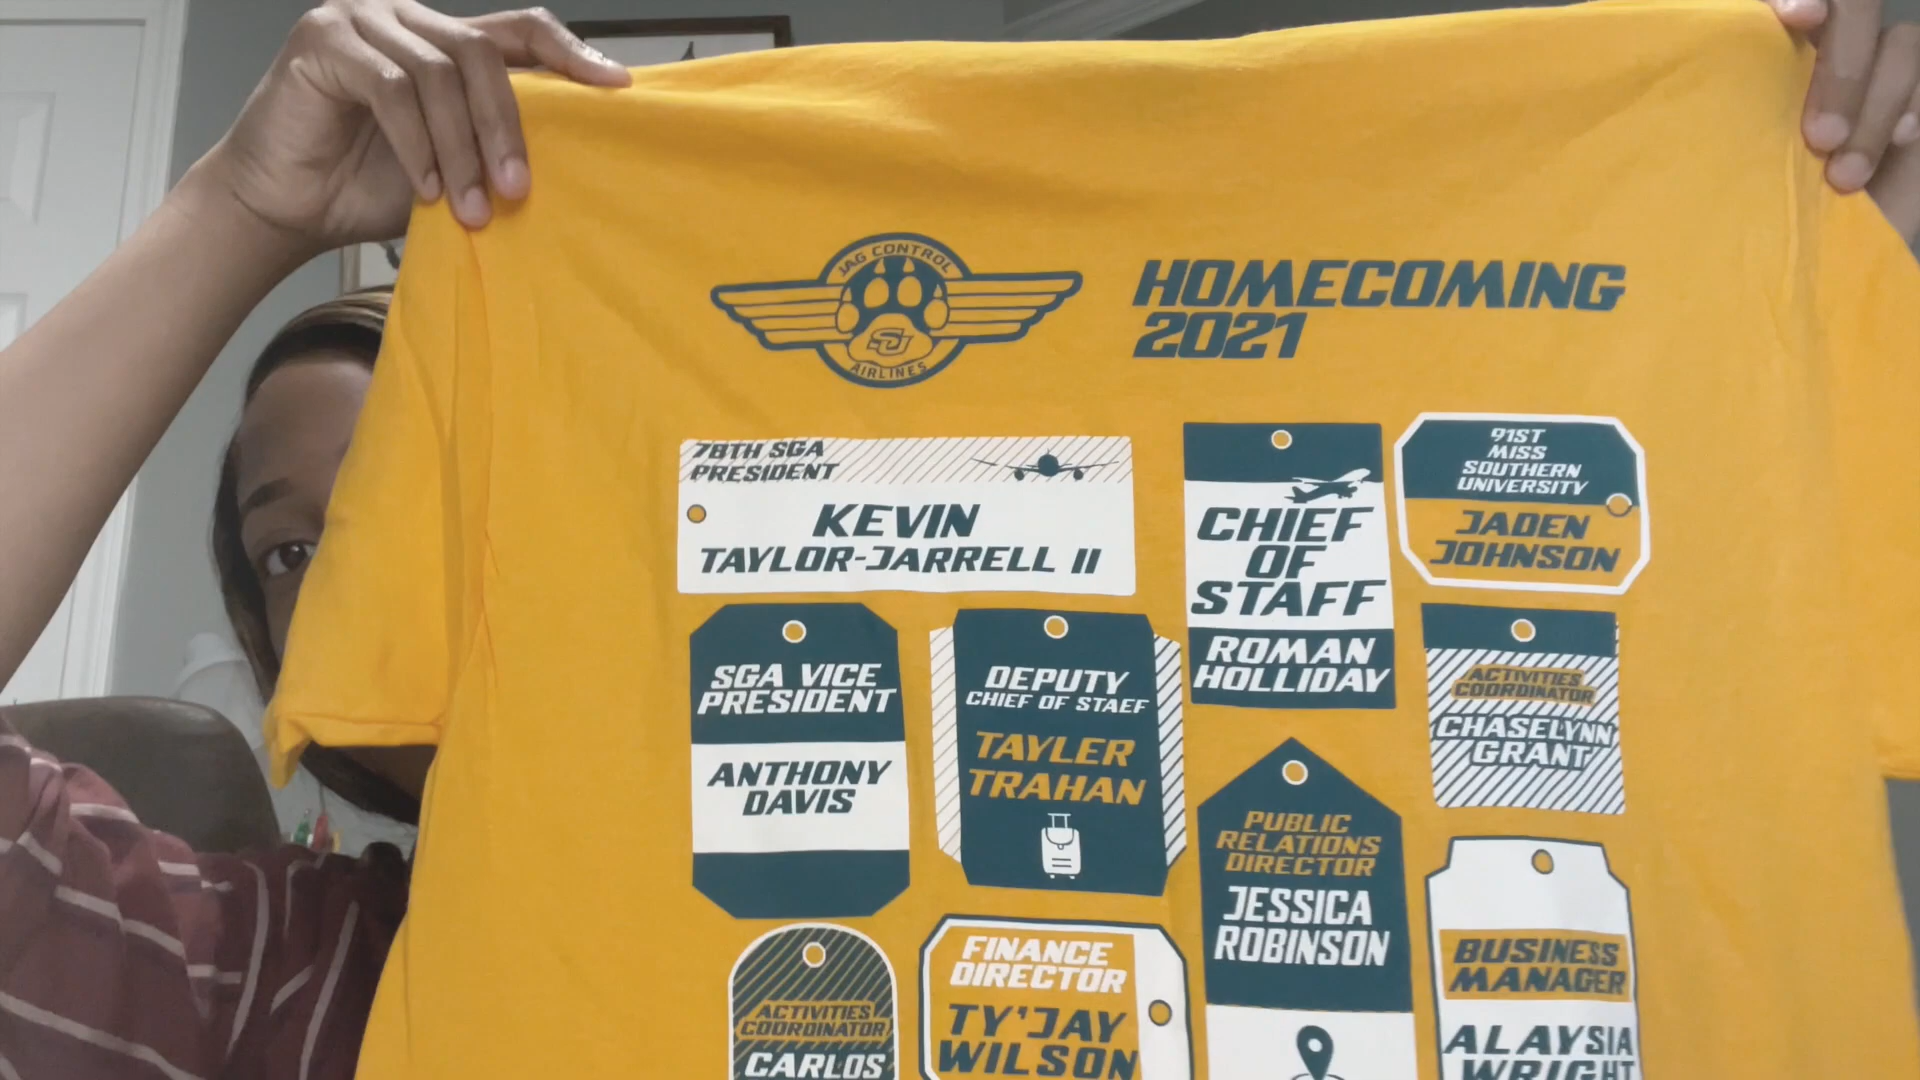 JAG CONTROL
SU
AIRLINES
HOMECOMING
2021
78TH SGA
PRESIDENT
KEVIN
TAYLOR-JARRELL II
CHIEF
OF
STAFF
ROMAN
HOLLIDAY
91ST
MISS
SOUTHERN
UNIVERSITY
JADEN
JOHNSON
SGA VICE
PRESIDENT
ANTHONY
DAVIS
DEPUTY
CHIEF OF STAFF
TAYLER
TRAHAN
ACTIVITIES
COORDINATOR
CHASELYNN
GRANT
PUBLIC
RELATIONS
DIRECTOR
JESSICA
ROBINSON
BUSINESS
MANAGER
ALAYSIA
WRIGHT
ACTIVITIES
COORDINATOR
CARLOS
FINANCE
DIRECTOR
TY'JAY
WILSON